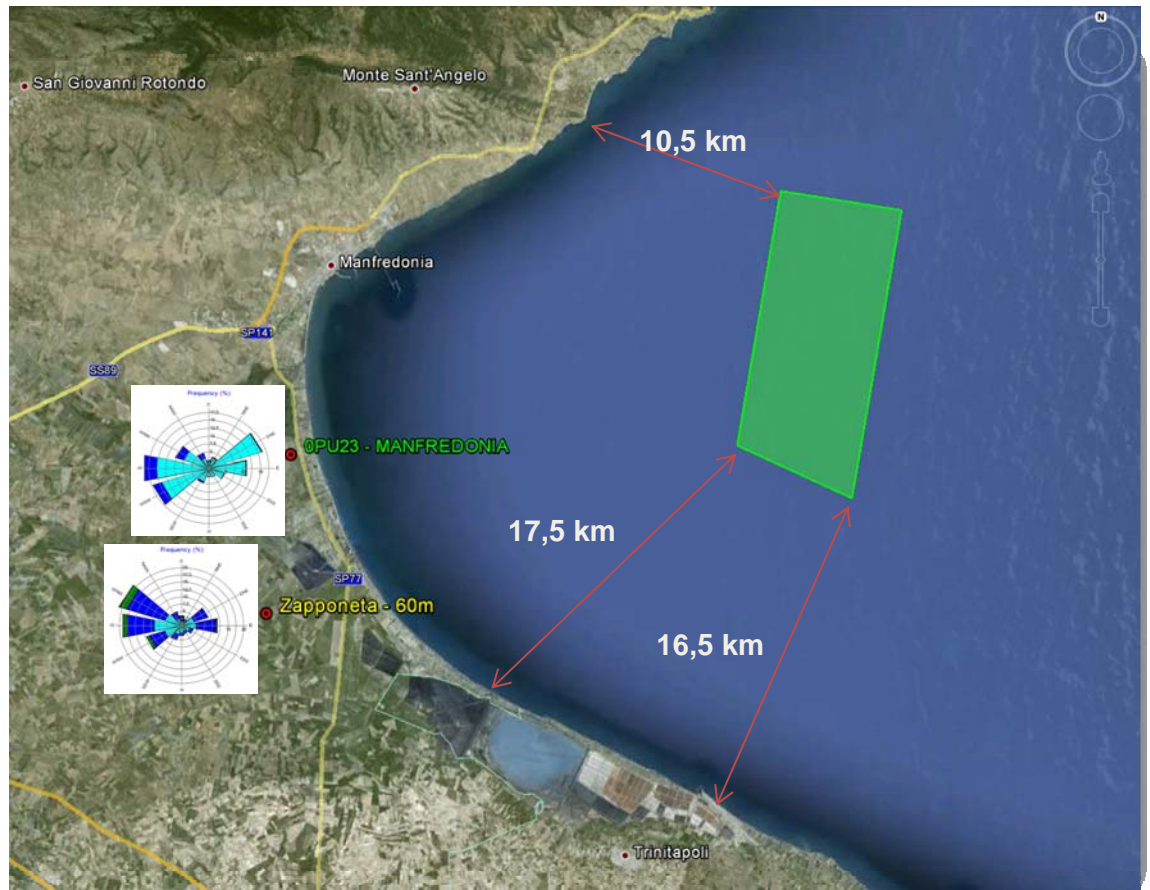 N
San Giovanni Rotondo
Monte Sant'Angelo
10,5 km
Manfredonia
SP141
SS89
Frequency (%)
0PU23 - MANFREDONIA
17,5 km
Frequency (%)
SP77
Zapponeta - 60m
16,5 km
Trinitapoli